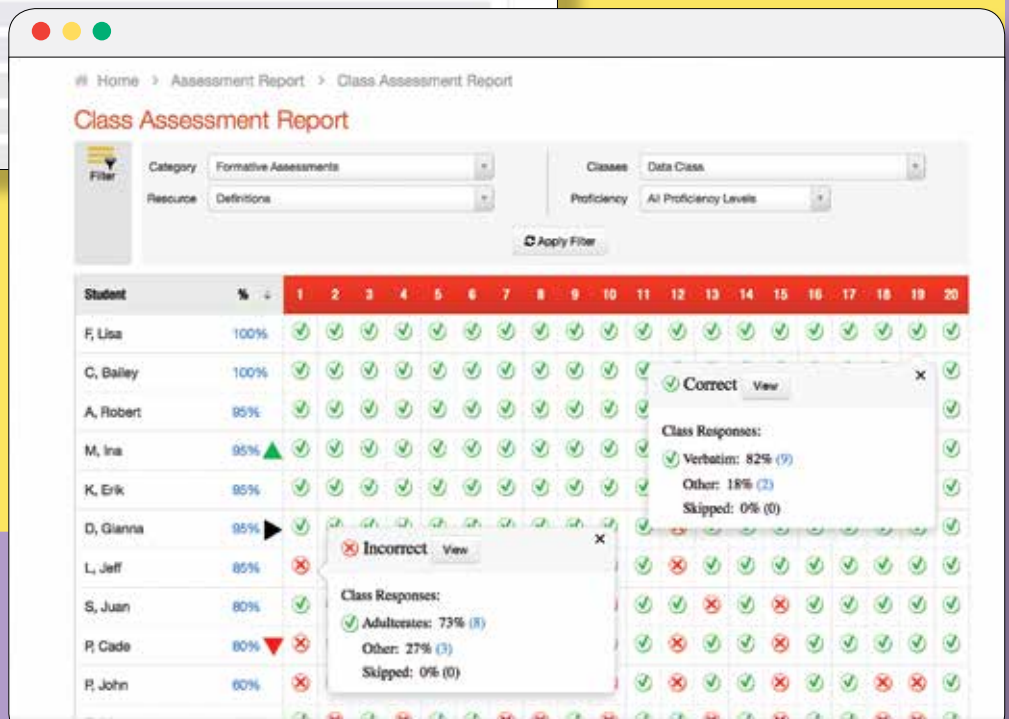 Home > Assessment Report > Class Assessment Report
Class Assessment Report
Filter
Category Formative Assessments Classes Data Class
Resource Definitions Proficiency All Proficiency Levels
Apply Filter
Student % 1 2 3 4 5 6 7 8 9 10 11 12 13 14 15 16 17 18 19 20
F, Lisa 100%
C, Bailey 100%
A, Robert 95%
M, Ina 95%
K, Erik 95%
D, Gianna 95%
L, Jeff 85%
S, Juan 80%
P, Cade 80%
P, John 60%
Correct View
Class Responses:
Verbatim: 82% (9)
Other: 18% (2)
Skipped: 0% (0)
Incorrect View
Class Responses:
Adulterates: 73% (8)
Other: 27% (3)
Skipped: 0% (0)